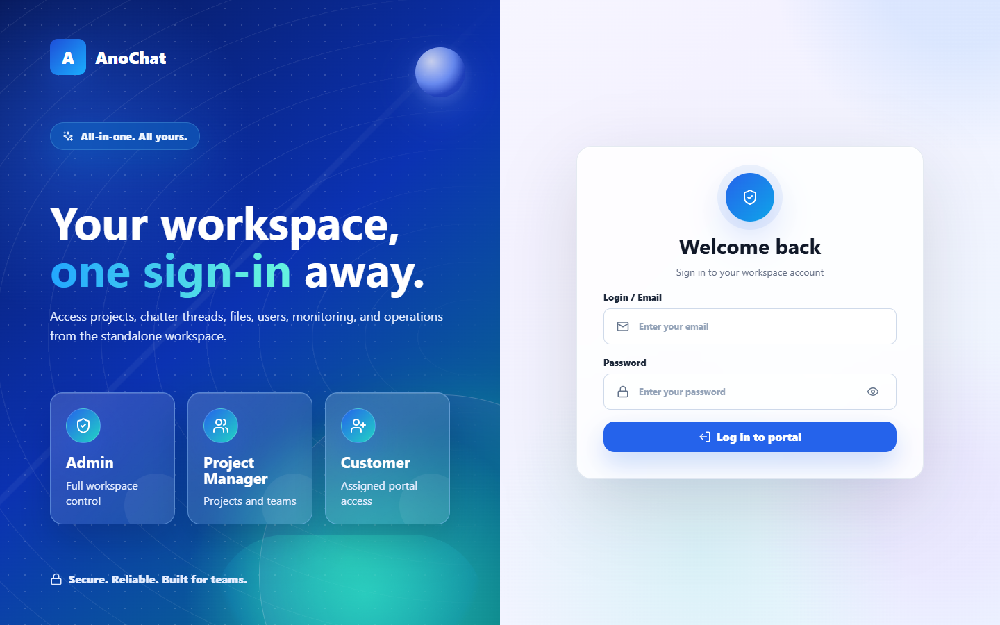 A
AnoChat
All-in-one. All yours.
Your workspace,
one sign-in away.
Access projects, chatter threads, files, users, monitoring, and operations
from the standalone workspace.
Admin
Full workspace
control
Project
Manager
Projects and teams
Customer
Assigned portal
access
Secure. Reliable. Built for teams.
Welcome back
Sign in to your workspace account
Login / Email
Enter your email
Password
Enter your password
Log in to portal